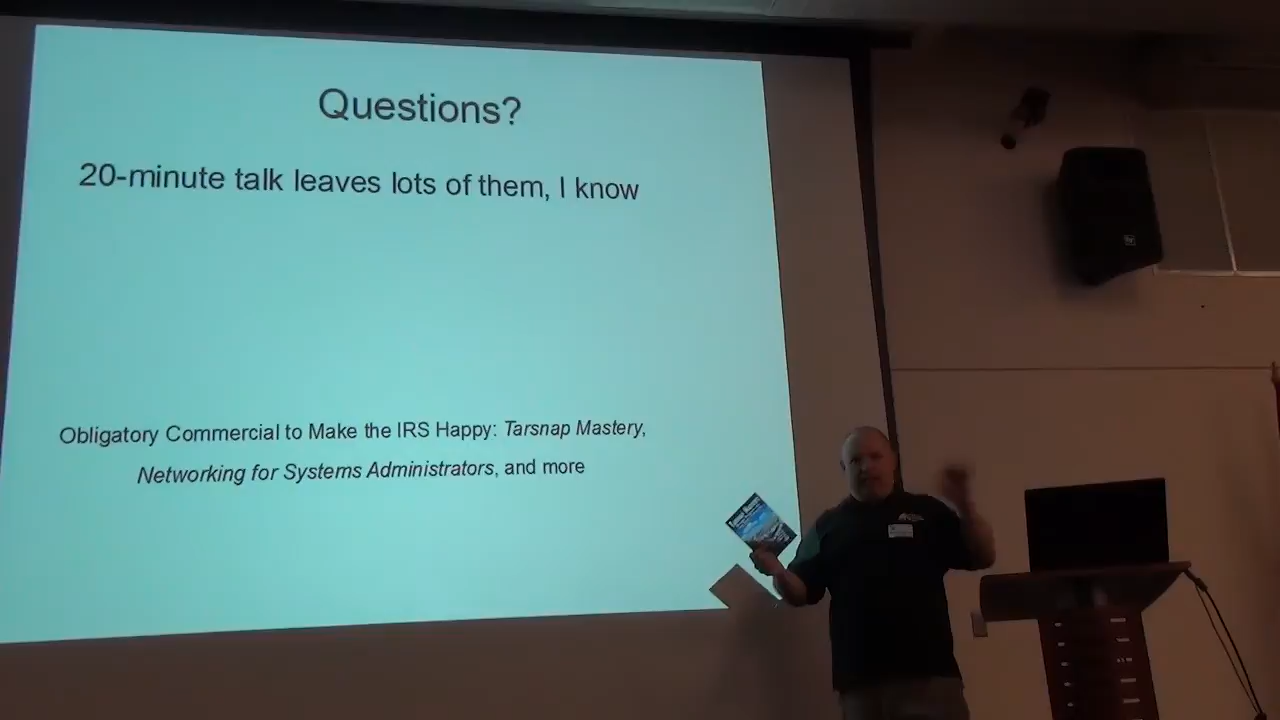 Questions?
20-minute talk leaves lots of them, I know
Obligatory Commercial to Make the IRS Happy: Tarsnap Mastery,
Networking for Systems Administrators, and more